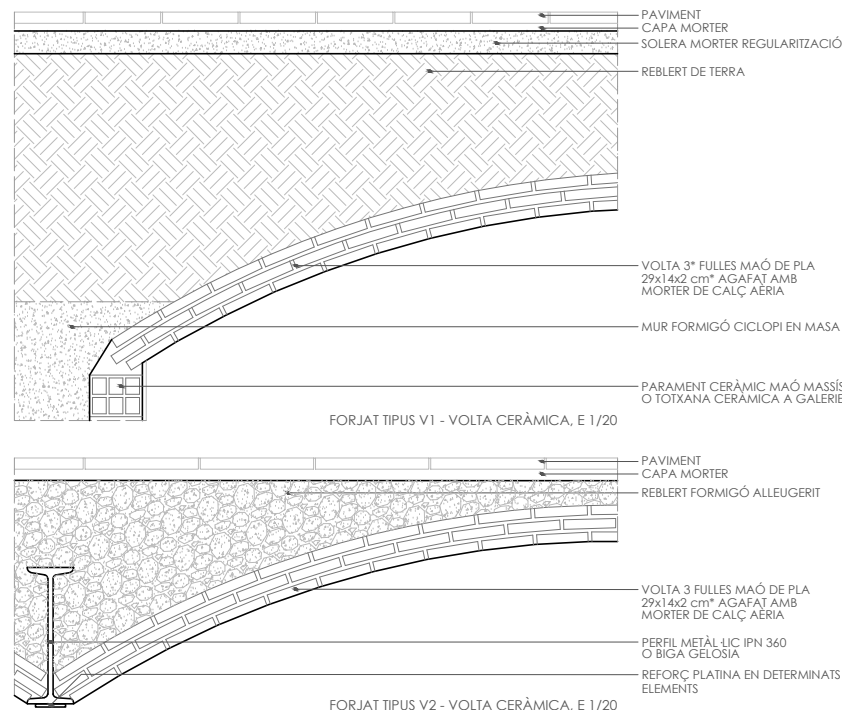 PAVIMENT
CAPA MORTER
SOLERA MORTER REGULARITZACIÓ
REBLERT DE TERRA
VOLTA 3* FULLES MAÓ DE PLA
29x14x2 cm* AGAFAT AMB
MORTER DE CALÇ AÈRIA
MUR FORMIGÓ CICLOPI EN MASA
PARAMENT CERÀMIC MAÓ MASSÍS
O TOTXANA CERÀMICA A GALERIE
FORJAT TIPUS V1 - VOLTA CERÀMICA, E 1/20
PAVIMENT
CAPA MORTER
REBLERT FORMIGÓ ALLEUGERIT
VOLTA 3 FULLES MAÓ DE PLA
29x14x2 cm* AGAFAT AMB
MORTER DE CALÇ AÈRIA
PERFIL METÀL·LIC IPN 360
O BIGA GELOSIA
REFORÇ PLATINA EN DETERMINATS
ELEMENTS
FORJAT TIPUS V2 - VOLTA CERÀMICA, E 1/20